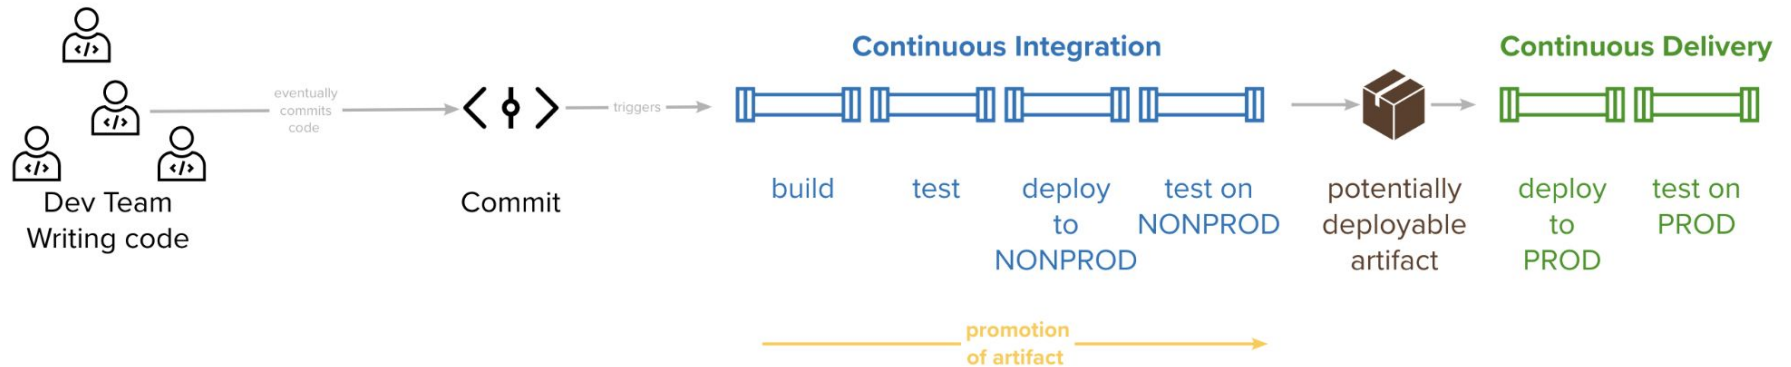 Continuous Integration
Continuous Delivery
eventually
commits
code
triggers
Dev Team
Writing code
Commit
build
test
deploy
to
NONPROD
test on
NONPROD
potentially
deployable
artifact
deploy
to
PROD
test on
PROD
promotion
of artifact